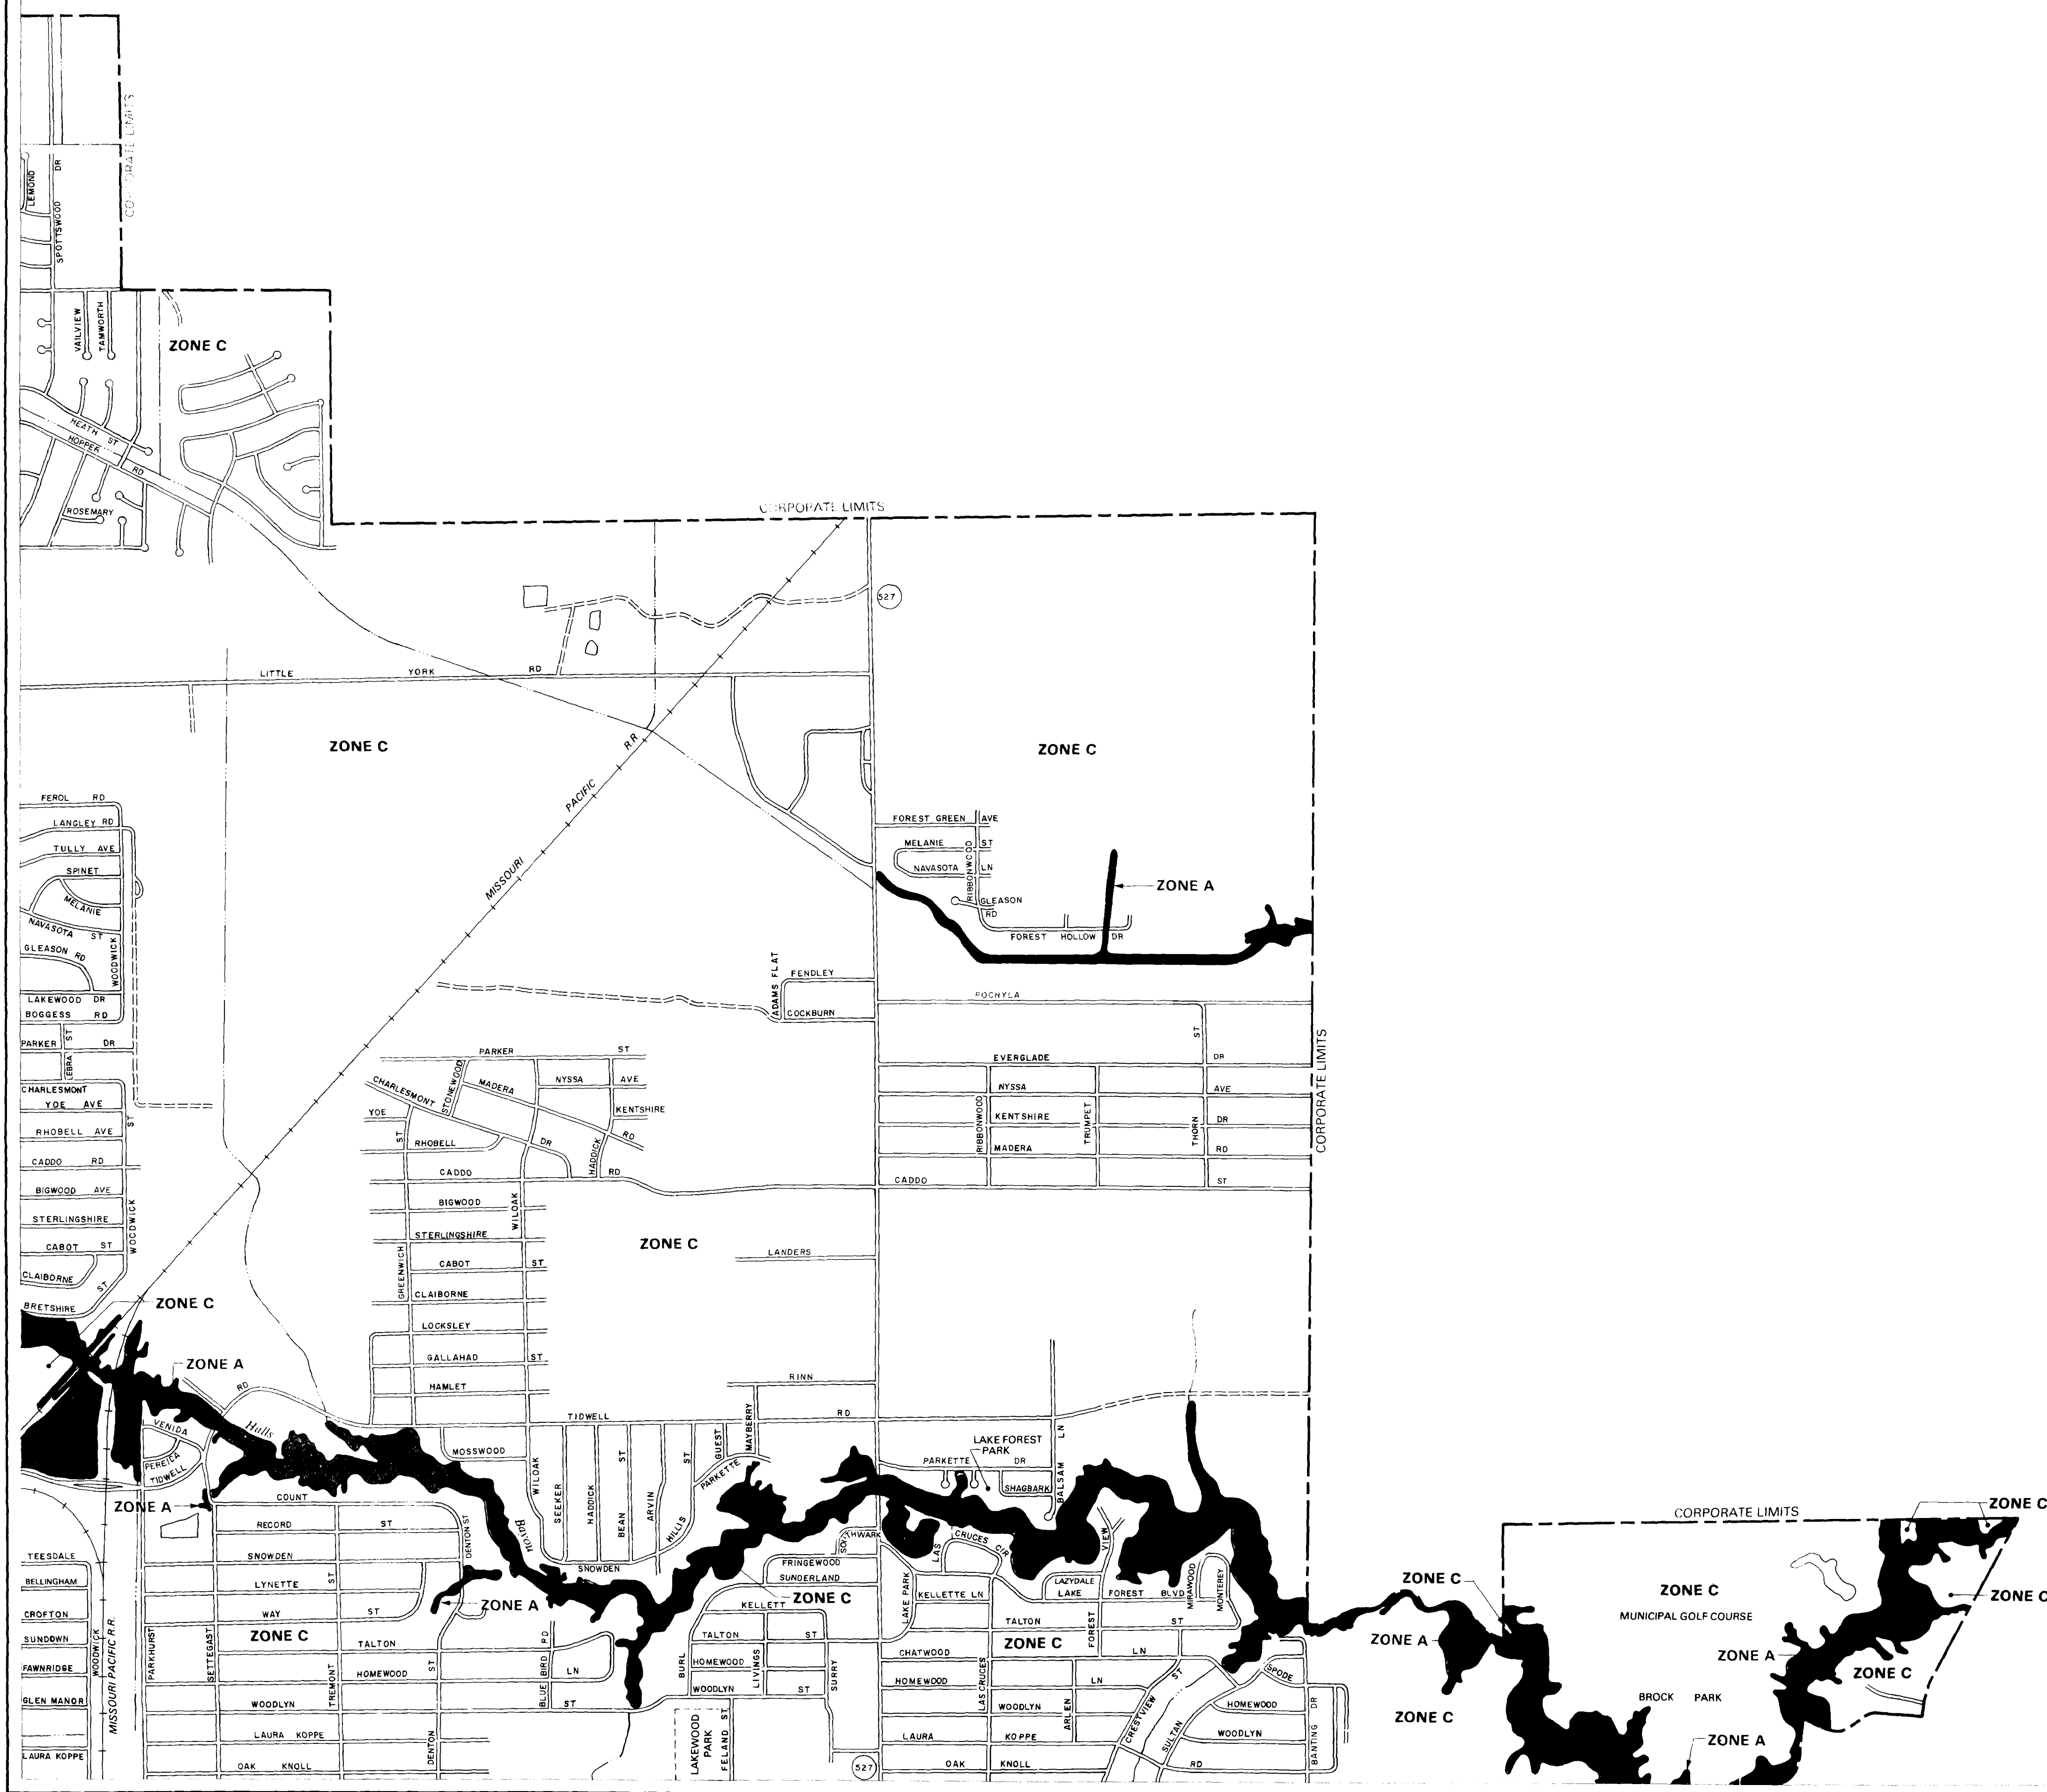 CORPORATE LIMITS
LEMOND
SPOTTSWOOD DR
VAILVIEW
TAMWORTH
ZONE C
HEATH ST
HOPPER RD
ROSEMARY
CORPORATE LIMITS
527
LITTLE YORK RD
ZONE C
MISSOURI PACIFIC RR
ZONE C
FEROL RD
LANGLEY RD
TULLY AVE
SPINET
MELANIE
NAVASOTA ST
GLEASON RD
WOODWICK
LAKEWOOD DR
BOGGESS RD
PARKER DR
LEBRA ST
CHARLESMONT
YOE AVE
RHOBELL AVE
CADDO RD
BIGWOOD AVE
STERLINGSHIRE
CABOT ST
CLAIBORNE
BRETSHIRE ST
WOODWICK ST
FOREST GREEN AVE
MELANIE ST
NAVASOTA LN
RIBBONWOOD
GLEASON RD
FOREST HOLLOW DR
ZONE A
ADAMS FLAT
FENDLEY
COCKBURN
POCHYLA
EVERGLADE DR
NYSSA AVE
KENTSHIRE DR
MADERA RD
CADDO ST
RIBBONWOOD
TRUMPET
THORN ST
CORPORATE LIMITS
PARKER ST
CHARLESMONT DR
STONEWOOD
MADERA RD
NYSSA AVE
KENTSHIRE
YOE
RHOBELL
HADDICK
CADDO RD
BIGWOOD
WILOAK
STERLINGSHIRE
GREENWICH ST
CABOT ST
CLAIBORNE
LOCKSLEY
GALLAHAD ST
HAMLET
ZONE C
LANDERS
RINN
ZONE C
ZONE A
RD
TIDWELL RD
Halls
Bayou
VENIDA
PEREICA
TIDWELL
MOSSWOOD
WILOAK
SEEKER
HADDICK
BEAN ST
ARVIN
HILLIS ST
GUEST
MAYBERRY
PARKETTE
SNOWDEN
LAKE FOREST
PARK
PARKETTE DR
SHAGBARK
BALSAM LN
ZONE A
COUNT
RECORD ST
SNOWDEN
LYNETTE ST
WAY ST
DENTON ST
ZONE A
ZONE C
TALTON
HOMEWOOD
LN
WOODLYN ST
LAURA KOPPE
OAK KNOLL
PARKHURST
SETTEGAST
TREMONT
DENTON ST
BLUE BIRD RD
TEESDALE
BELLINGHAM
CROFTON
SUNDOWN
FAWNRIDGE
GLEN MANOR
LAURA KOPPE
WOODWICK
MISSOURI PACIFIC R.R.
FRINGEWOOD
SUNDERLAND
ZONE C
KELLETT
TALTON ST
HOMEWOOD
WOODLYN ST
BURL
LIVINGS
SURRY
LAKEWOOD
PARK
FELAND ST
527
LAS CRUCES CIR
LAKE PARK
KELLETTE LN
LAZYDALE
LAKE FOREST BLVD
FOREST VIEW
MIRAWOOD
MONTEREY
TALTON ST
ZONE C
CHATWOOD LN
HOMEWOOD LN
WOODLYN
LAS CRUCES
ARLEN
LAURA KOPPE
OAK KNOLL RD
CRESTVIEW ST
SULTAN
SPODE
HOMEWOOD
WOODLYN
BANTING DR
ZONE C
ZONE A
ZONE C
CORPORATE LIMITS
ZONE C
ZONE C
ZONE C
MUNICIPAL GOLF COURSE
ZONE A
ZONE C
BROCK PARK
ZONE A